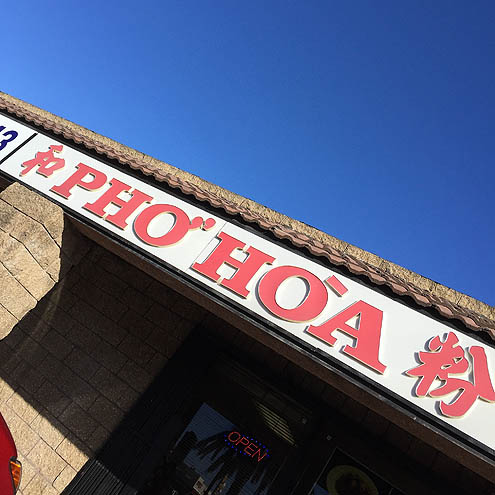 和 PHỞ HÒA 粉
OPEN